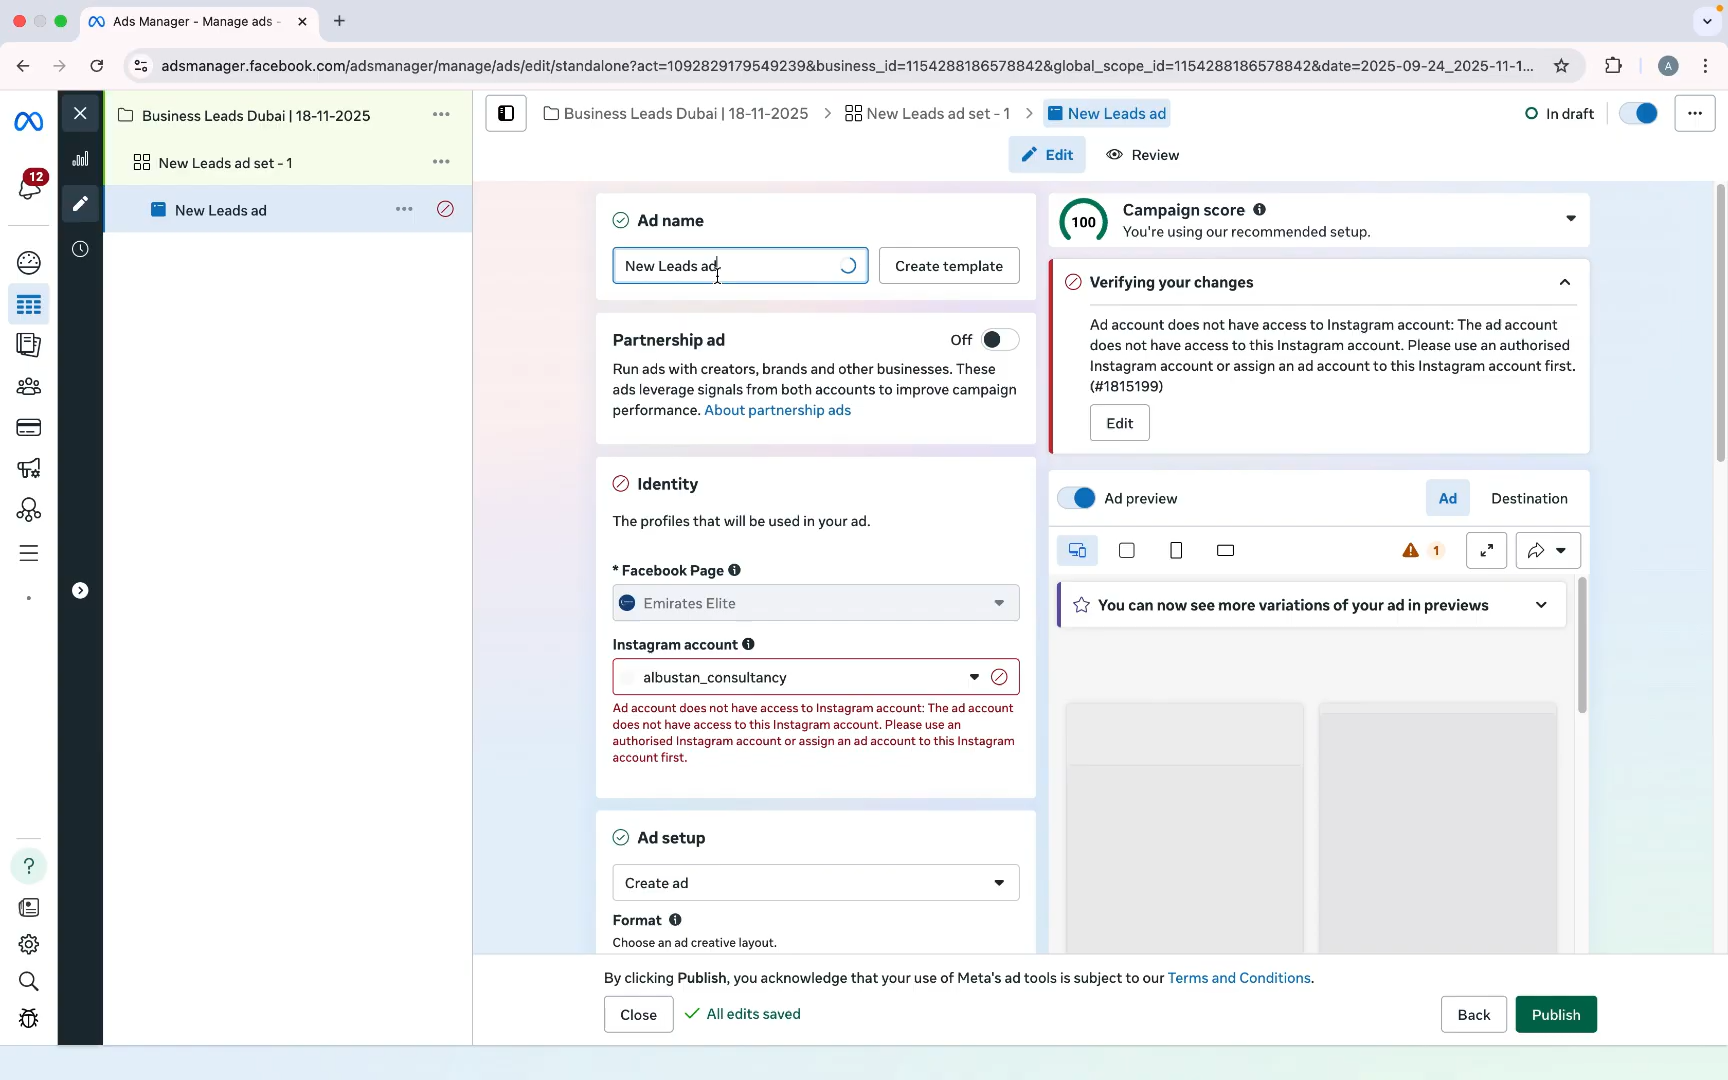 Ads Manager - Manage ads -
adsmanager.facebook.com/adsmanager/manage/ads/edit/standalone?act=1092829179549239&business_id=1154288186578842&global_scope_id=1154288186578842&date=2025-09-24_2025-11-1...
A
12
Business Leads Dubai | 18-11-2025
New Leads ad set - 1
New Leads ad
Business Leads Dubai | 18-11-2025
New Leads ad set - 1
New Leads ad
In draft
Edit
Review
Ad name
New Leads ad
Create template
Partnership ad
Off
Run ads with creators, brands and other businesses. These
ads leverage signals from both accounts to improve campaign
performance. About partnership ads
Identity
The profiles that will be used in your ad.
* Facebook Page
Emirates Elite
Instagram account
albustan_consultancy
Ad account does not have access to Instagram account: The ad account
does not have access to this Instagram account. Please use an
authorised Instagram account or assign an ad account to this Instagram
account first.
Ad setup
Create ad
Format
Choose an ad creative layout.
100
Campaign score
You're using our recommended setup.
Verifying your changes
Ad account does not have access to Instagram account: The ad account
does not have access to this Instagram account. Please use an authorised
Instagram account or assign an ad account to this Instagram account first.
(#1815199)
Edit
Ad preview
Ad
Destination
1
You can now see more variations of your ad in previews
By clicking Publish, you acknowledge that your use of Meta's ad tools is subject to our Terms and Conditions.
Close
All edits saved
Back
Publish